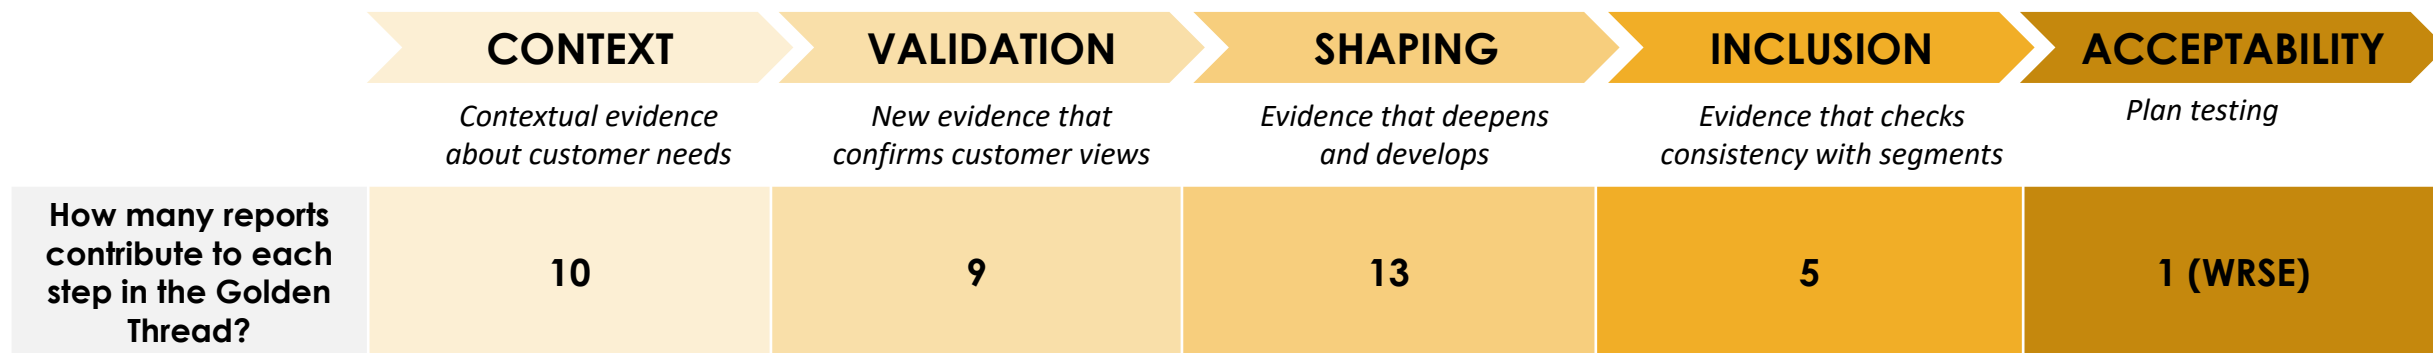 CONTEXT
VALIDATION
SHAPING
INCLUSION
ACCEPTABILITY
Contextual evidence
about customer needs
New evidence that
confirms customer views
Evidence that deepens
and develops
Evidence that checks
consistency with segments
Plan testing
How many reports
contribute to each
step in the Golden
Thread?
10
9
13
5
1 (WRSE)